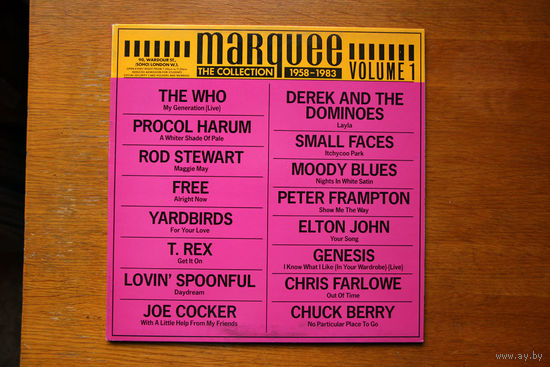 90, WARDOUR ST.,
(SOHO) LONDON W.1.
marquee
THE COLLECTION
1958–1983
VOLUME 1
THE WHO
My Generation (Live)
PROCOL HARUM
A Whiter Shade Of Pale
ROD STEWART
Maggie May
FREE
Alright Now
YARDBIRDS
For Your Love
T. REX
Get It On
LOVIN' SPOONFUL
Daydream
JOE COCKER
With A Little Help From My Friends
DEREK AND THE
DOMINOES
Layla
SMALL FACES
Itchycoo Park
MOODY BLUES
Nights In White Satin
PETER FRAMPTON
Show Me The Way
ELTON JOHN
Your Song
GENESIS
I Know What I Like (In Your Wardrobe) (Live)
CHRIS FARLOWE
Out Of Time
CHUCK BERRY
No Particular Place To Go
www.ay.by